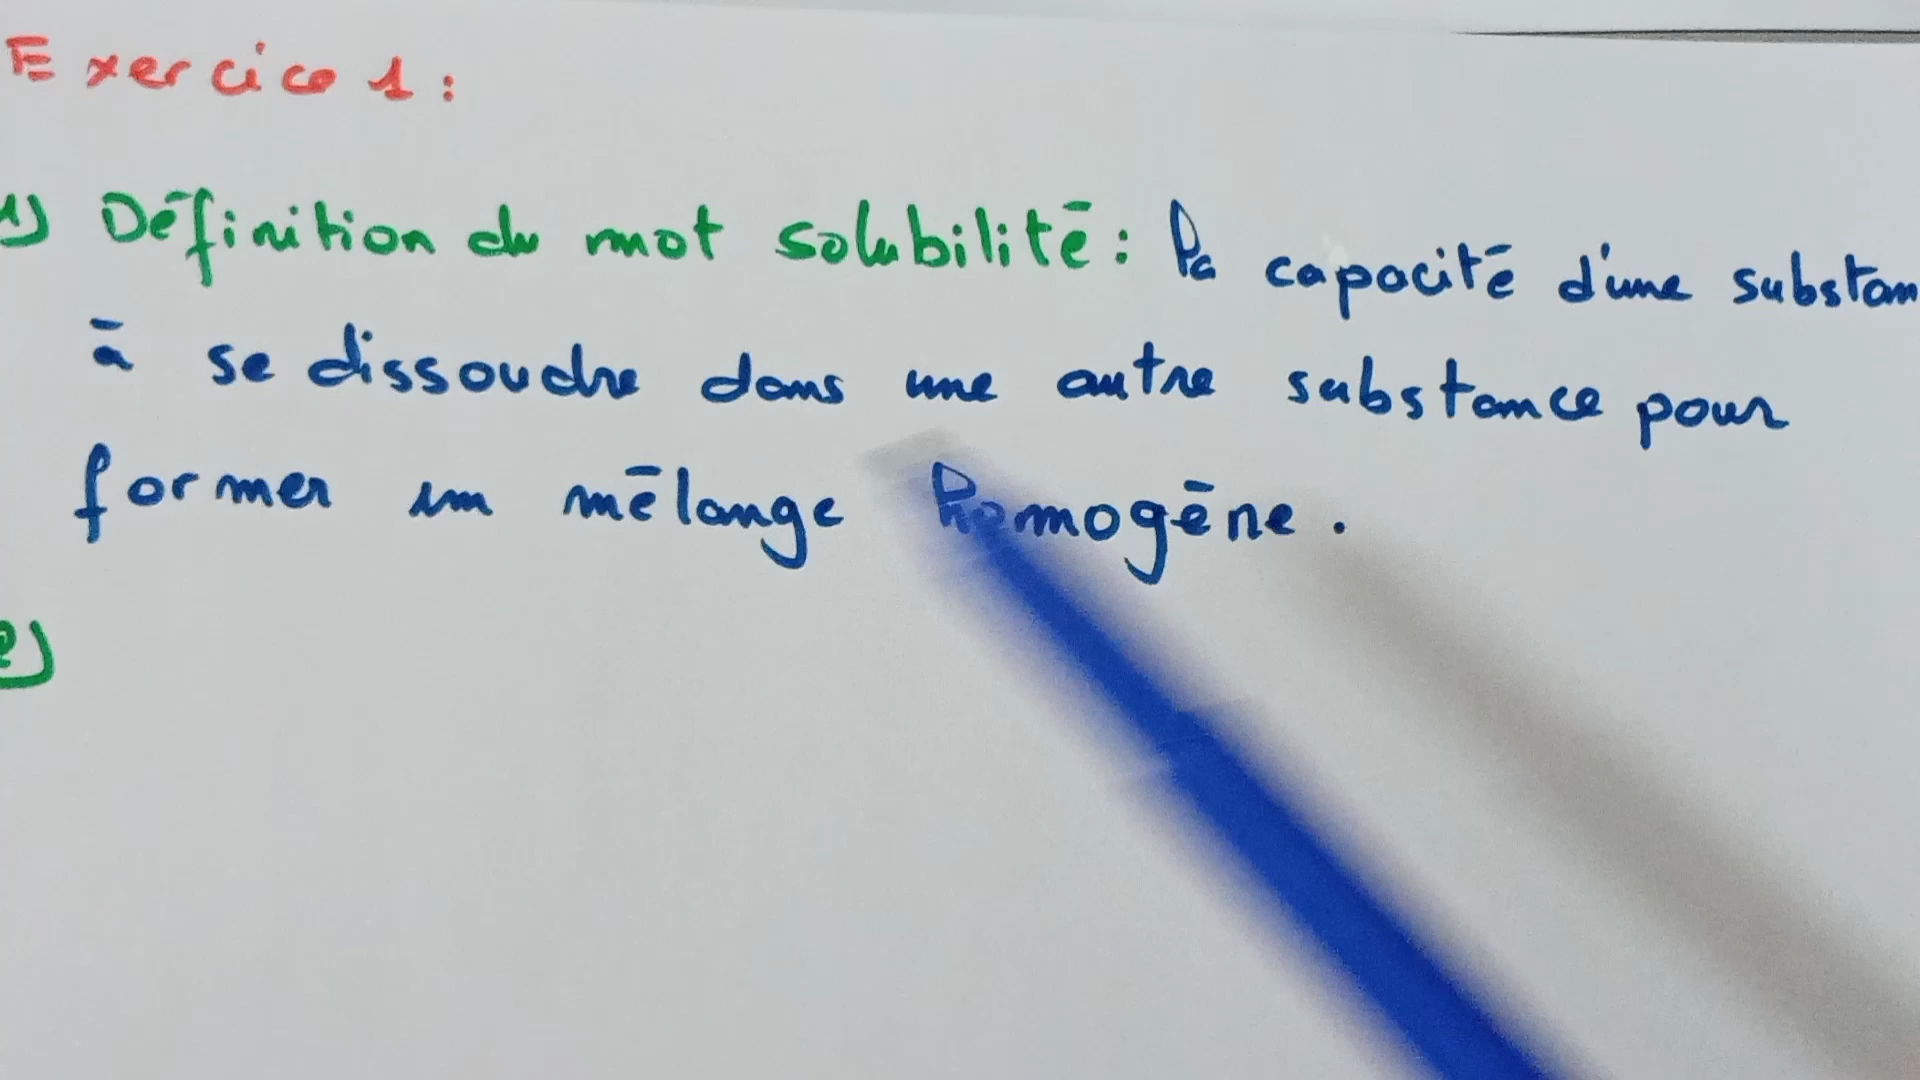 Exercice 1:
1) Définition du mot solubilité: la capacité d'une substan
à se dissoudre dans une autre substance pour
former un mélange homogène.
2)